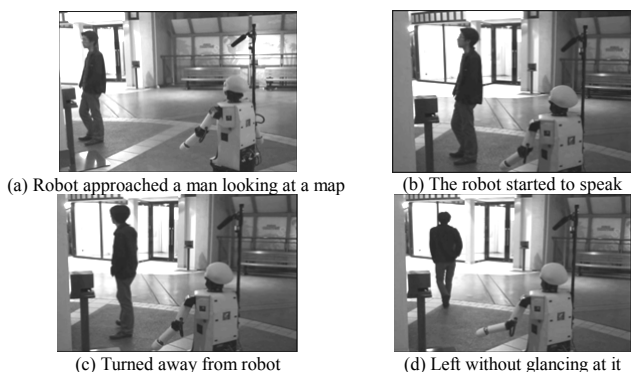 (a) Robot approached a man looking at a map
(b) The robot started to speak
(c) Turned away from robot
(d) Left without glancing at it